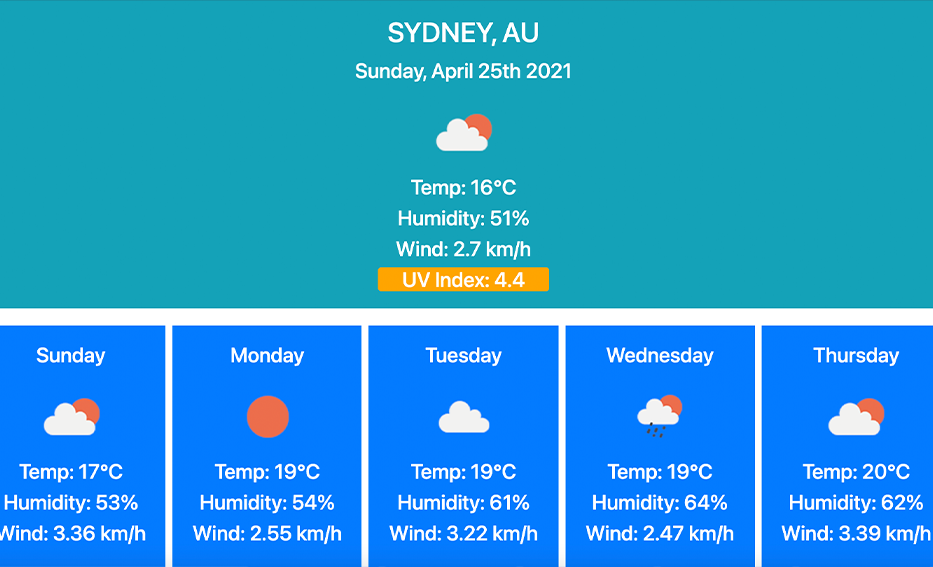 SYDNEY, AU
Sunday, April 25th 2021
Temp: 16°C
Humidity: 51%
Wind: 2.7 km/h
UV Index: 4.4
Sunday
Temp: 17°C
Humidity: 53%
Wind: 3.36 km/h
Monday
Temp: 19°C
Humidity: 54%
Wind: 2.55 km/h
Tuesday
Temp: 19°C
Humidity: 61%
Wind: 3.22 km/h
Wednesday
Temp: 19°C
Humidity: 64%
Wind: 2.47 km/h
Thursday
Temp: 20°C
Humidity: 62%
Wind: 3.39 km/h